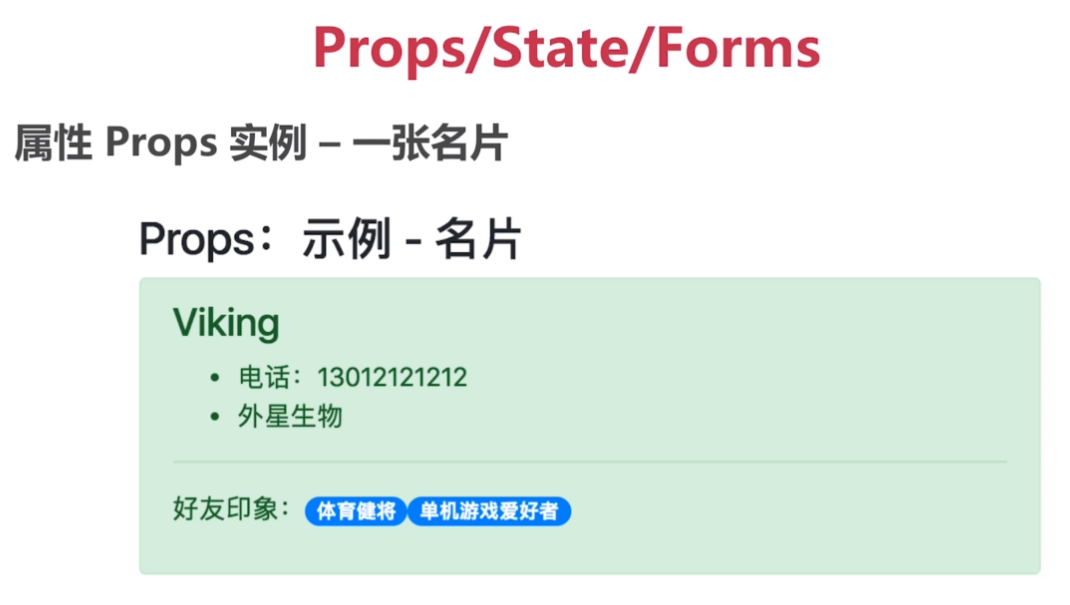 Props/State/Forms
属性 Props 实例 – 一张名片
Props：示例 - 名片
Viking
• 电话：13012121212
• 外星生物
好友印象： 体育健将 单机游戏爱好者